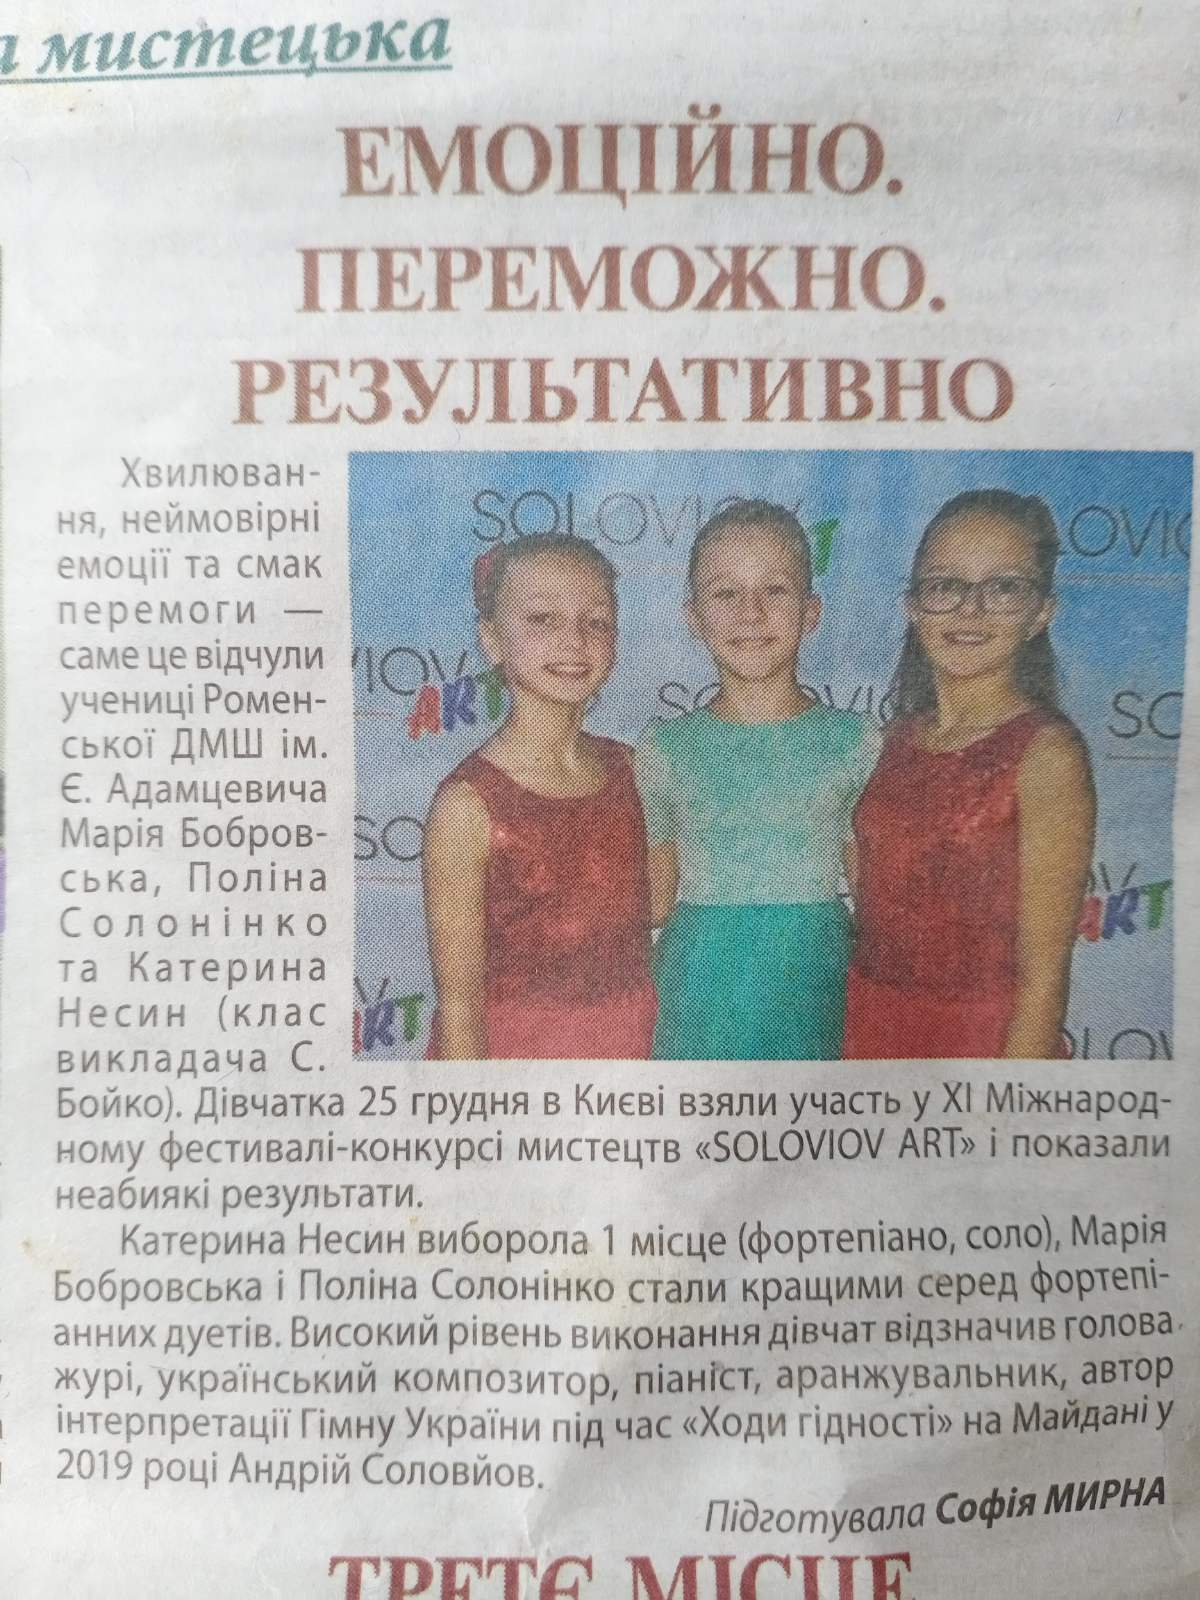 а мистецька
ЕМОЦІЙНО.
ПЕРЕМОЖНО.
РЕЗУЛЬТАТИВНО
Хвилюван-
ня, неймовірні
емоції та смак
перемоги —
саме це відчули
учениці Ромен-
ської ДМШ ім.
Є. Адамцевича
Марія Бобров-
ська, Поліна
Солонінко
та Катерина
Несин (клас
викладача С.
Бойко). Дівчатка 25 грудня в Києві взяли участь у XI Міжнарод-
ному фестивалі-конкурсі мистецтв «SOLOVIOV ART» і показали
неабиякі результати.
SOLOVIOV
LOVIO
VIOV
ART
SO
ART
Катерина Несин виборола 1 місце (фортепіано, соло), Марія
Бобровська і Поліна Солонінко стали кращими серед фортепі-
анних дуетів. Високий рівень виконання дівчат відзначив голова
журі, український композитор, піаніст, аранжувальник, автор
інтерпретації Гімну України під час «Ходи гідності» на Майдані у
2019 році Андрій Соловйов.
Підготувала Софія МИРНА
ТРЕТЄ МІСЦЕ